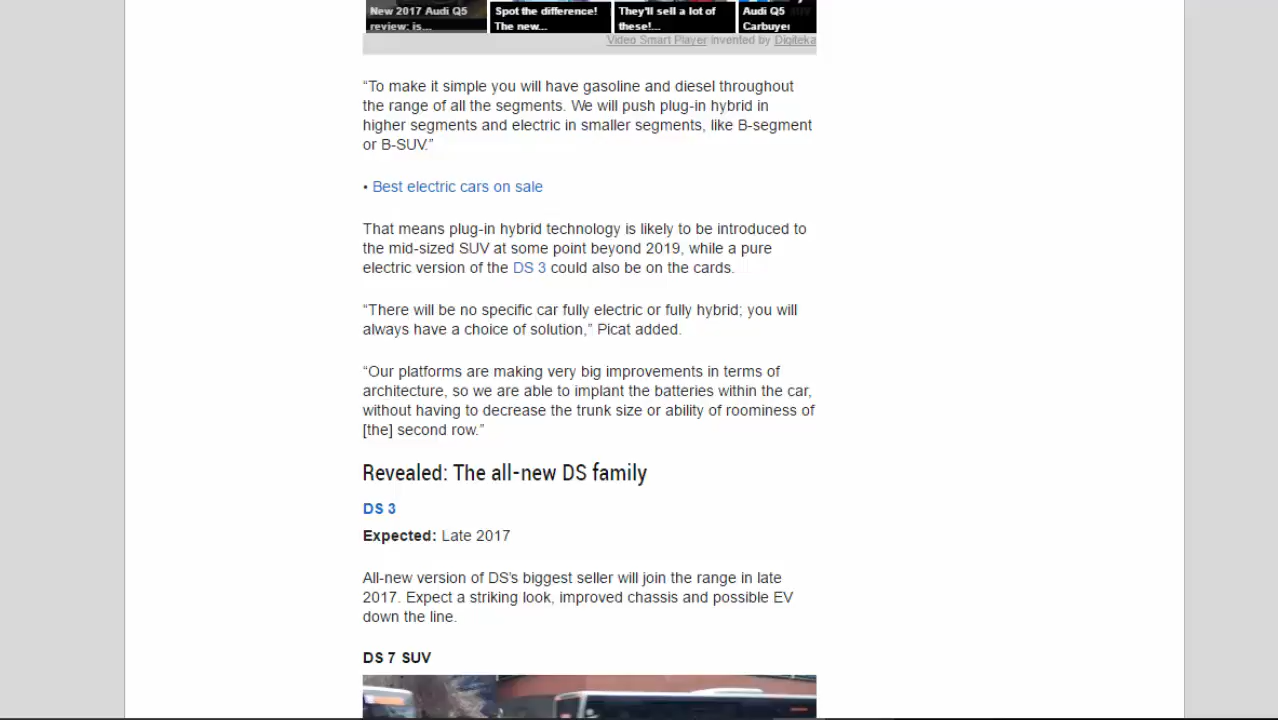 New 2017 Audi Q5
review: is...
Spot the difference!
The new...
They'll sell a lot of
these!...
Audi Q5
Carbuyer
Video Smart Player invented by Digiteka
“To make it simple you will have gasoline and diesel throughout
the range of all the segments. We will push plug-in hybrid in
higher segments and electric in smaller segments, like B-segment
or B-SUV.”
• Best electric cars on sale
That means plug-in hybrid technology is likely to be introduced to
the mid-sized SUV at some point beyond 2019, while a pure
electric version of the DS 3 could also be on the cards.
“There will be no specific car fully electric or fully hybrid; you will
always have a choice of solution,” Picat added.
“Our platforms are making very big improvements in terms of
architecture, so we are able to implant the batteries within the car,
without having to decrease the trunk size or ability of roominess of
[the] second row.”
Revealed: The all-new DS family
DS 3
Expected: Late 2017
All-new version of DS’s biggest seller will join the range in late
2017. Expect a striking look, improved chassis and possible EV
down the line.
DS 7 SUV